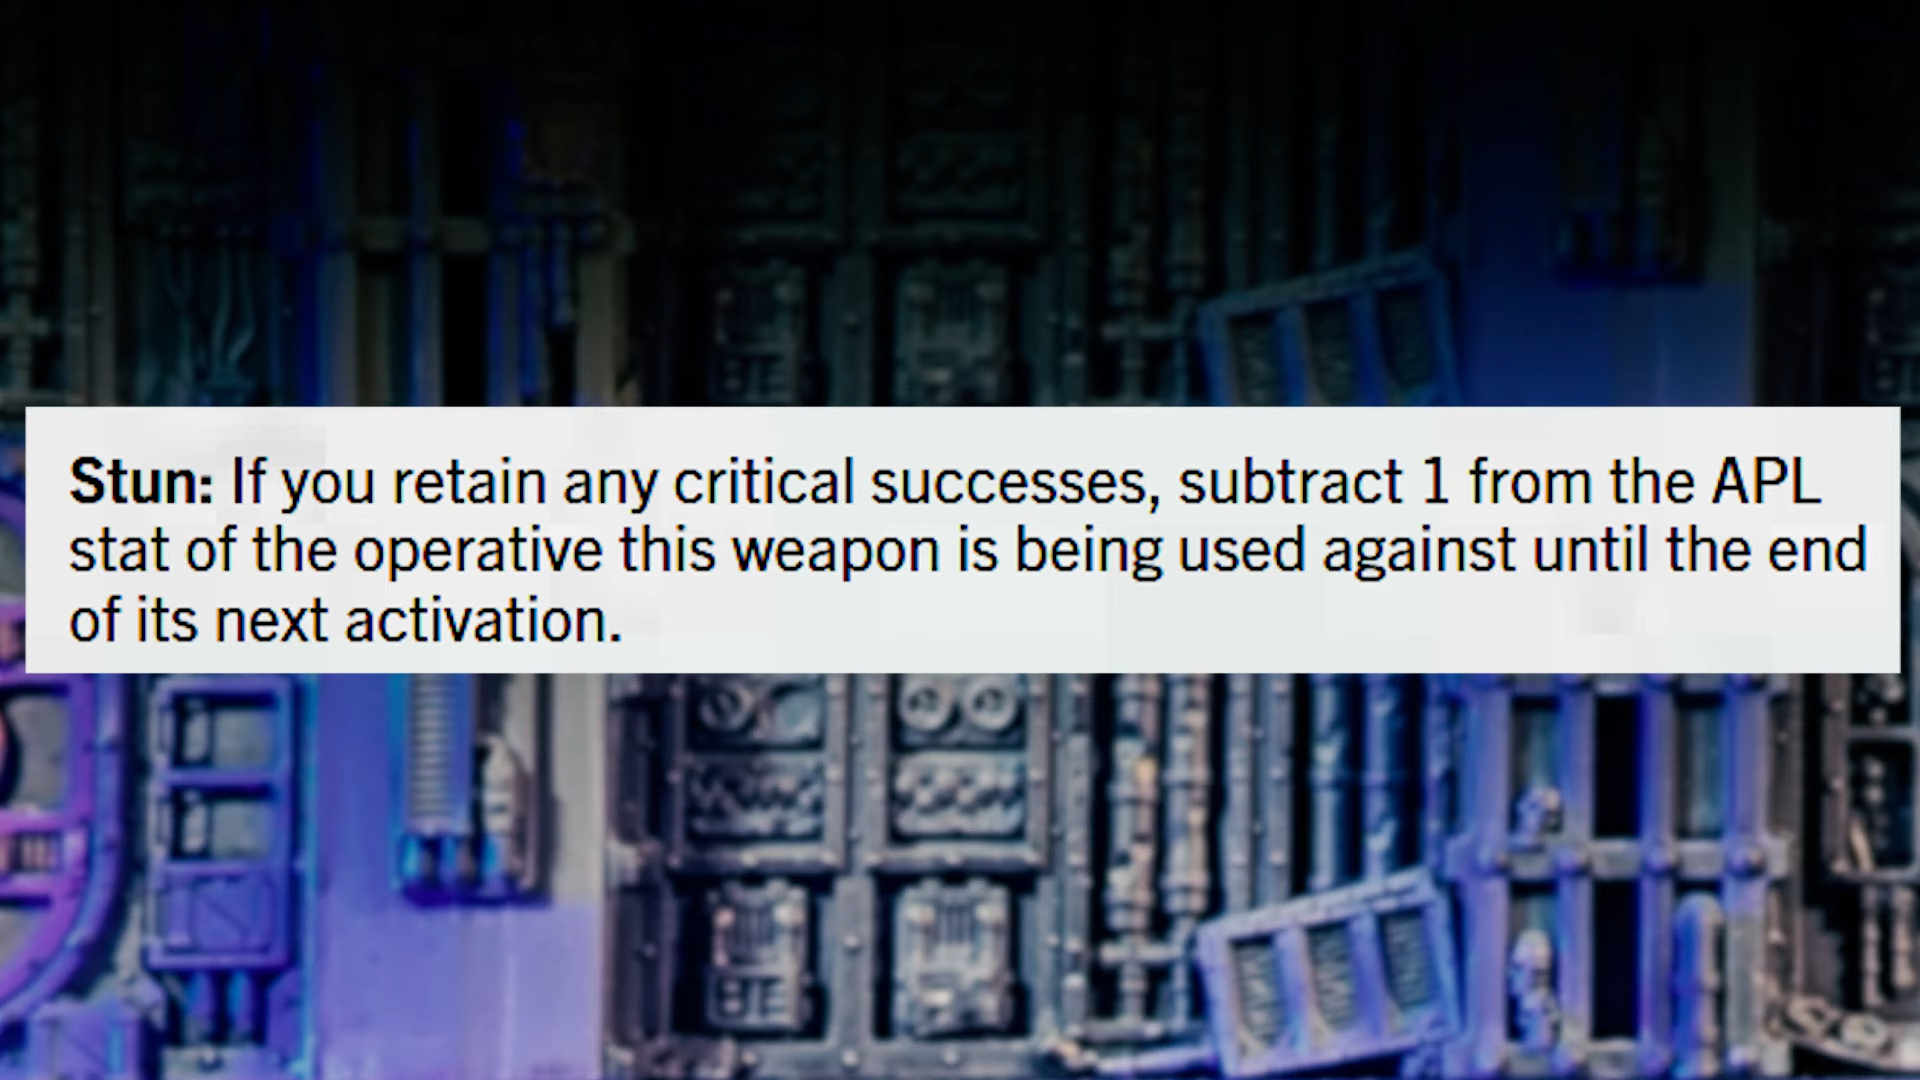 Stun: If you retain any critical successes, subtract 1 from the APL
stat of the operative this weapon is being used against until the end
of its next activation.